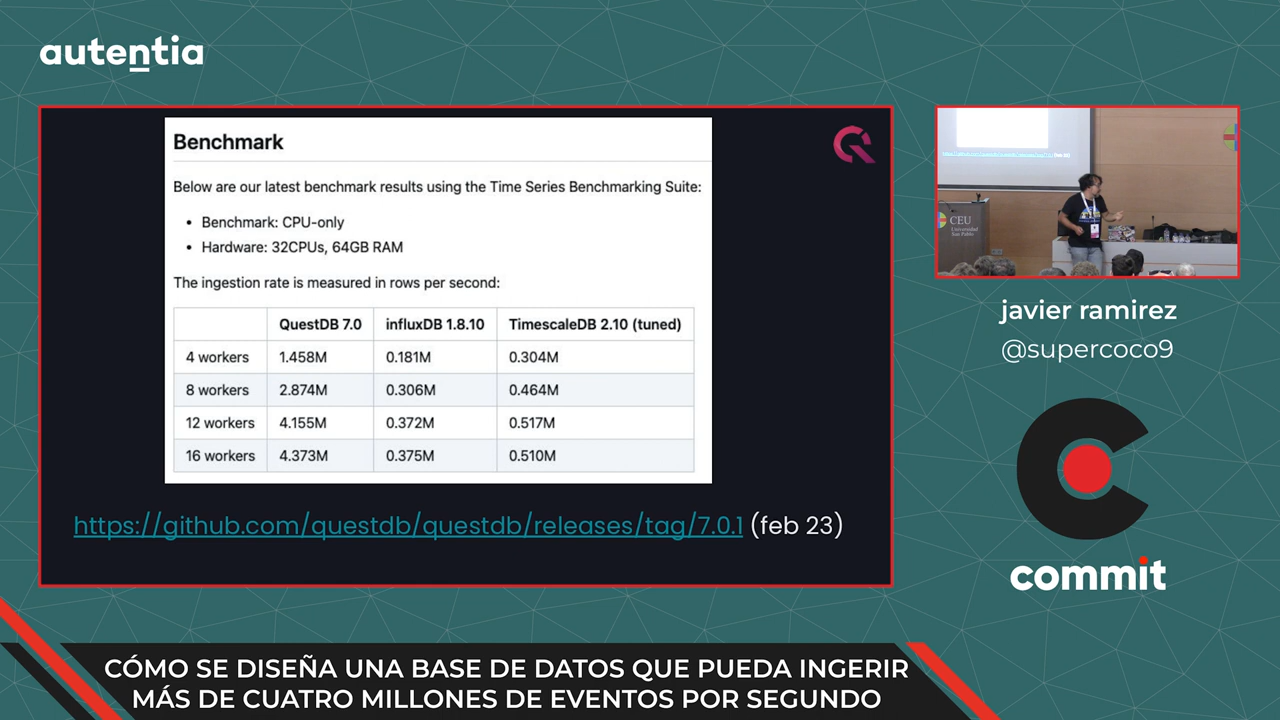 autentia
Benchmark
Below are our latest benchmark results using the Time Series Benchmarking Suite:
• Benchmark: CPU-only
• Hardware: 32CPUs, 64GB RAM
The ingestion rate is measured in rows per second:
QuestDB 7.0 influxDB 1.8.10 TimescaleDB 2.10 (tuned)
4 workers 1.458M 0.181M 0.304M
8 workers 2.874M 0.306M 0.464M
12 workers 4.155M 0.372M 0.517M
16 workers 4.373M 0.375M 0.510M
https://github.com/questdb/questdb/releases/tag/7.0.1 (feb 23)
CEU
Universidad
San Pablo
javier ramirez
@supercoco9
commit
CÓMO SE DISEÑA UNA BASE DE DATOS QUE PUEDA INGERIR
MÁS DE CUATRO MILLONES DE EVENTOS POR SEGUNDO